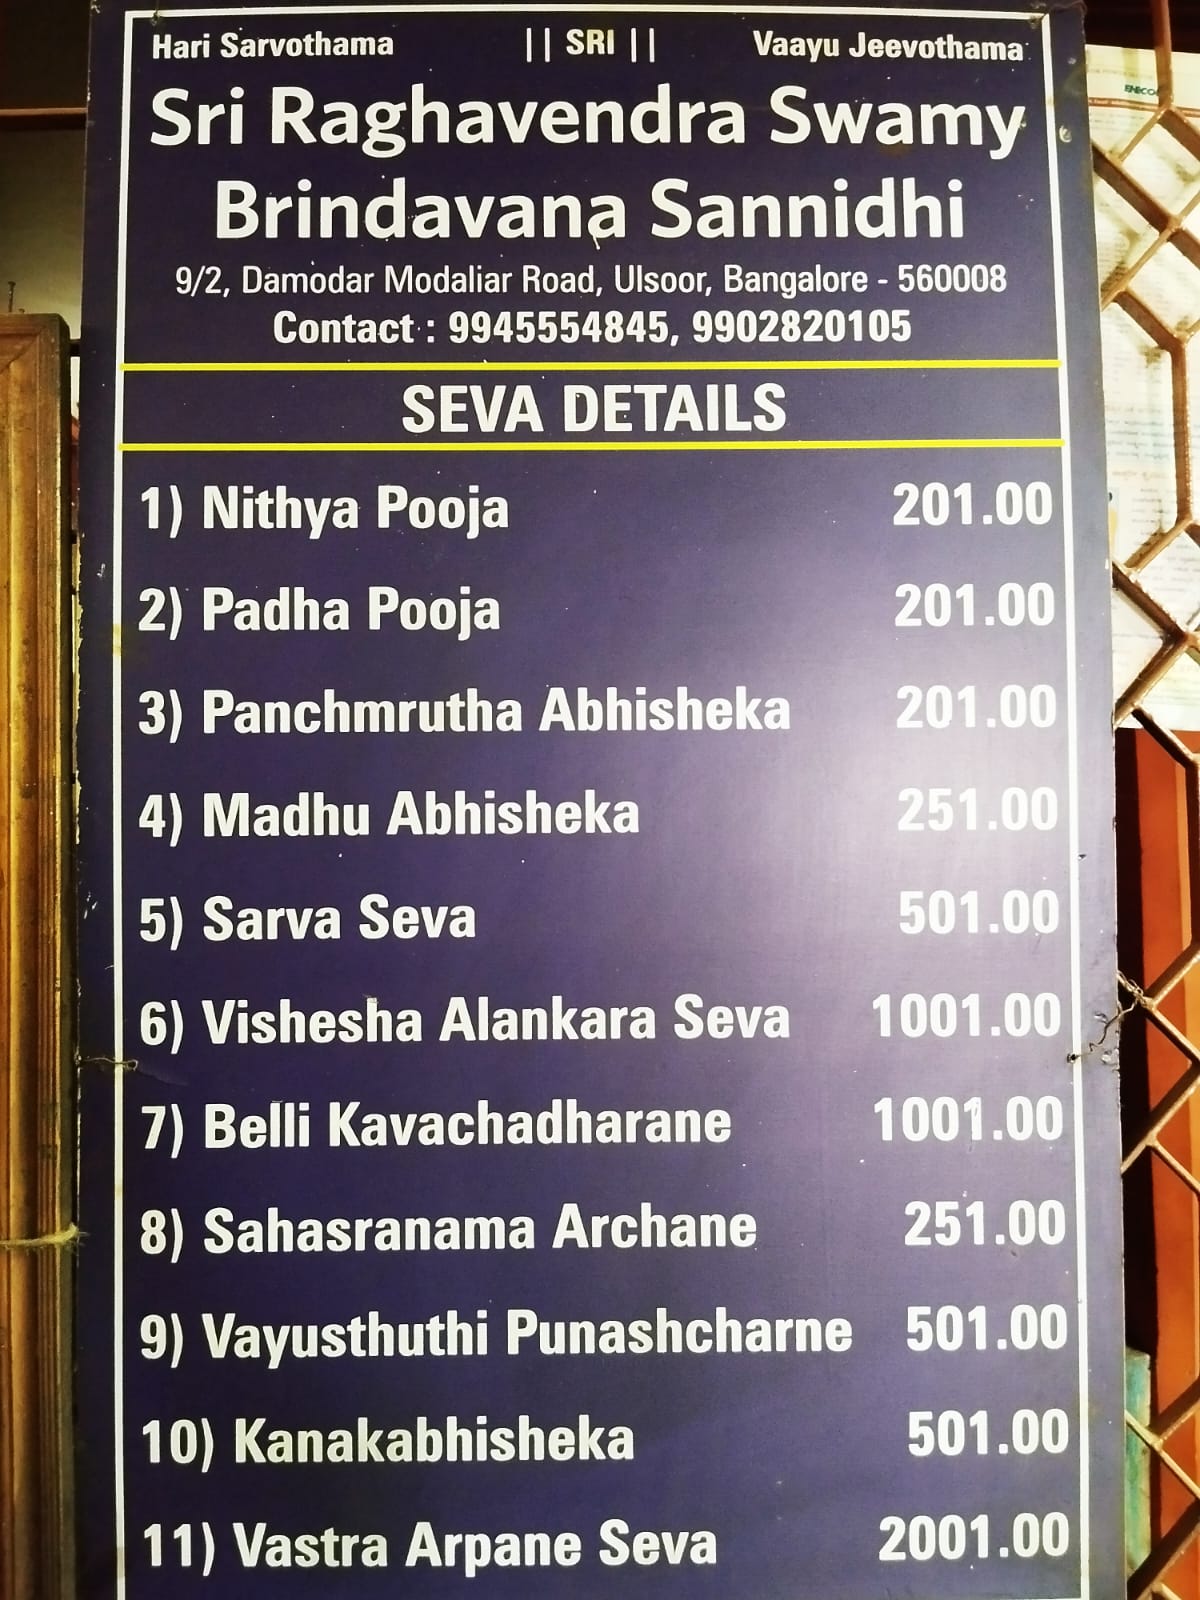 Hari Sarvothama || SRI || Vaayu Jeevothama
Sri Raghavendra Swamy
Brindavana Sannidhi
9/2, Damodar Modaliar Road, Ulsoor, Bangalore - 560008
Contact : 9945554845, 9902820105
SEVA DETAILS
1) Nithya Pooja 201.00
2) Padha Pooja 201.00
3) Panchmrutha Abhisheka 201.00
4) Madhu Abhisheka 251.00
5) Sarva Seva 501.00
6) Vishesha Alankara Seva 1001.00
7) Belli Kavachadharane 1001.00
8) Sahasranama Archane 251.00
9) Vayusthuthi Punashcharne 501.00
10) Kanakabhisheka 501.00
11) Vastra Arpane Seva 2001.00